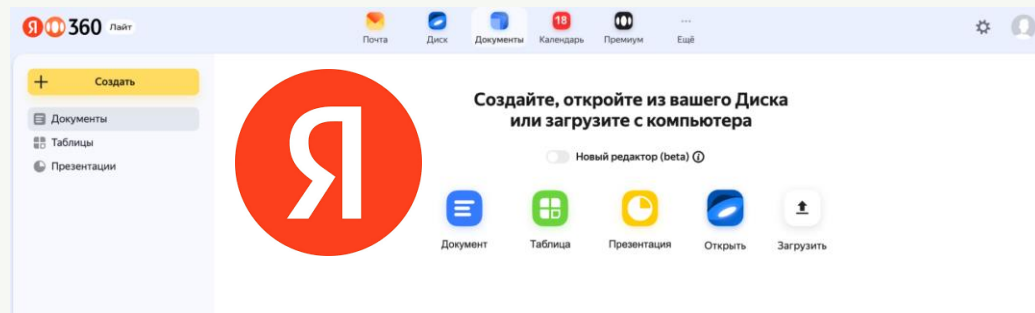 Я 360 Лайт
Почта
Диск
Документы
18
Календарь
Премиум
...
Ещё
+ Создать
Документы
Таблицы
Презентации
Я
Создайте, откройте из вашего Диска
или загрузите с компьютера
Новый редактор (beta) i
Документ
Таблица
Презентация
Открыть
Загрузить